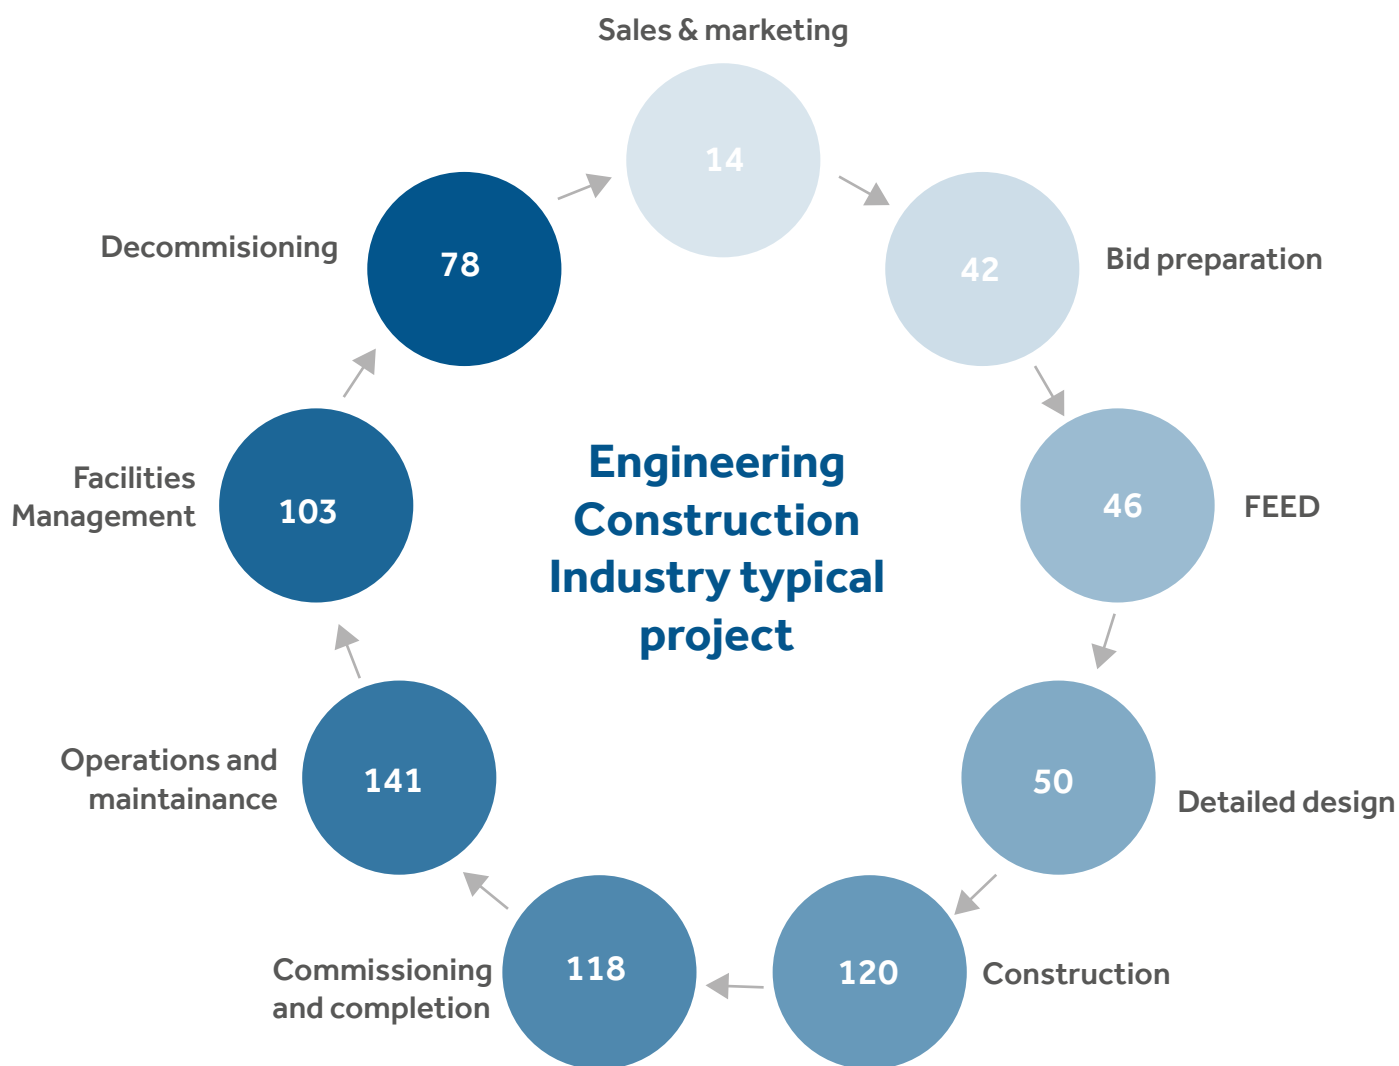 Sales & marketing
14
42
Bid preparation
46
FEED
50
Detailed design
120
Construction
118
Commissioning
and completion
141
Operations and
maintainance
103
Facilities
Management
78
Decommisioning
Engineering
Construction
Industry typical
project